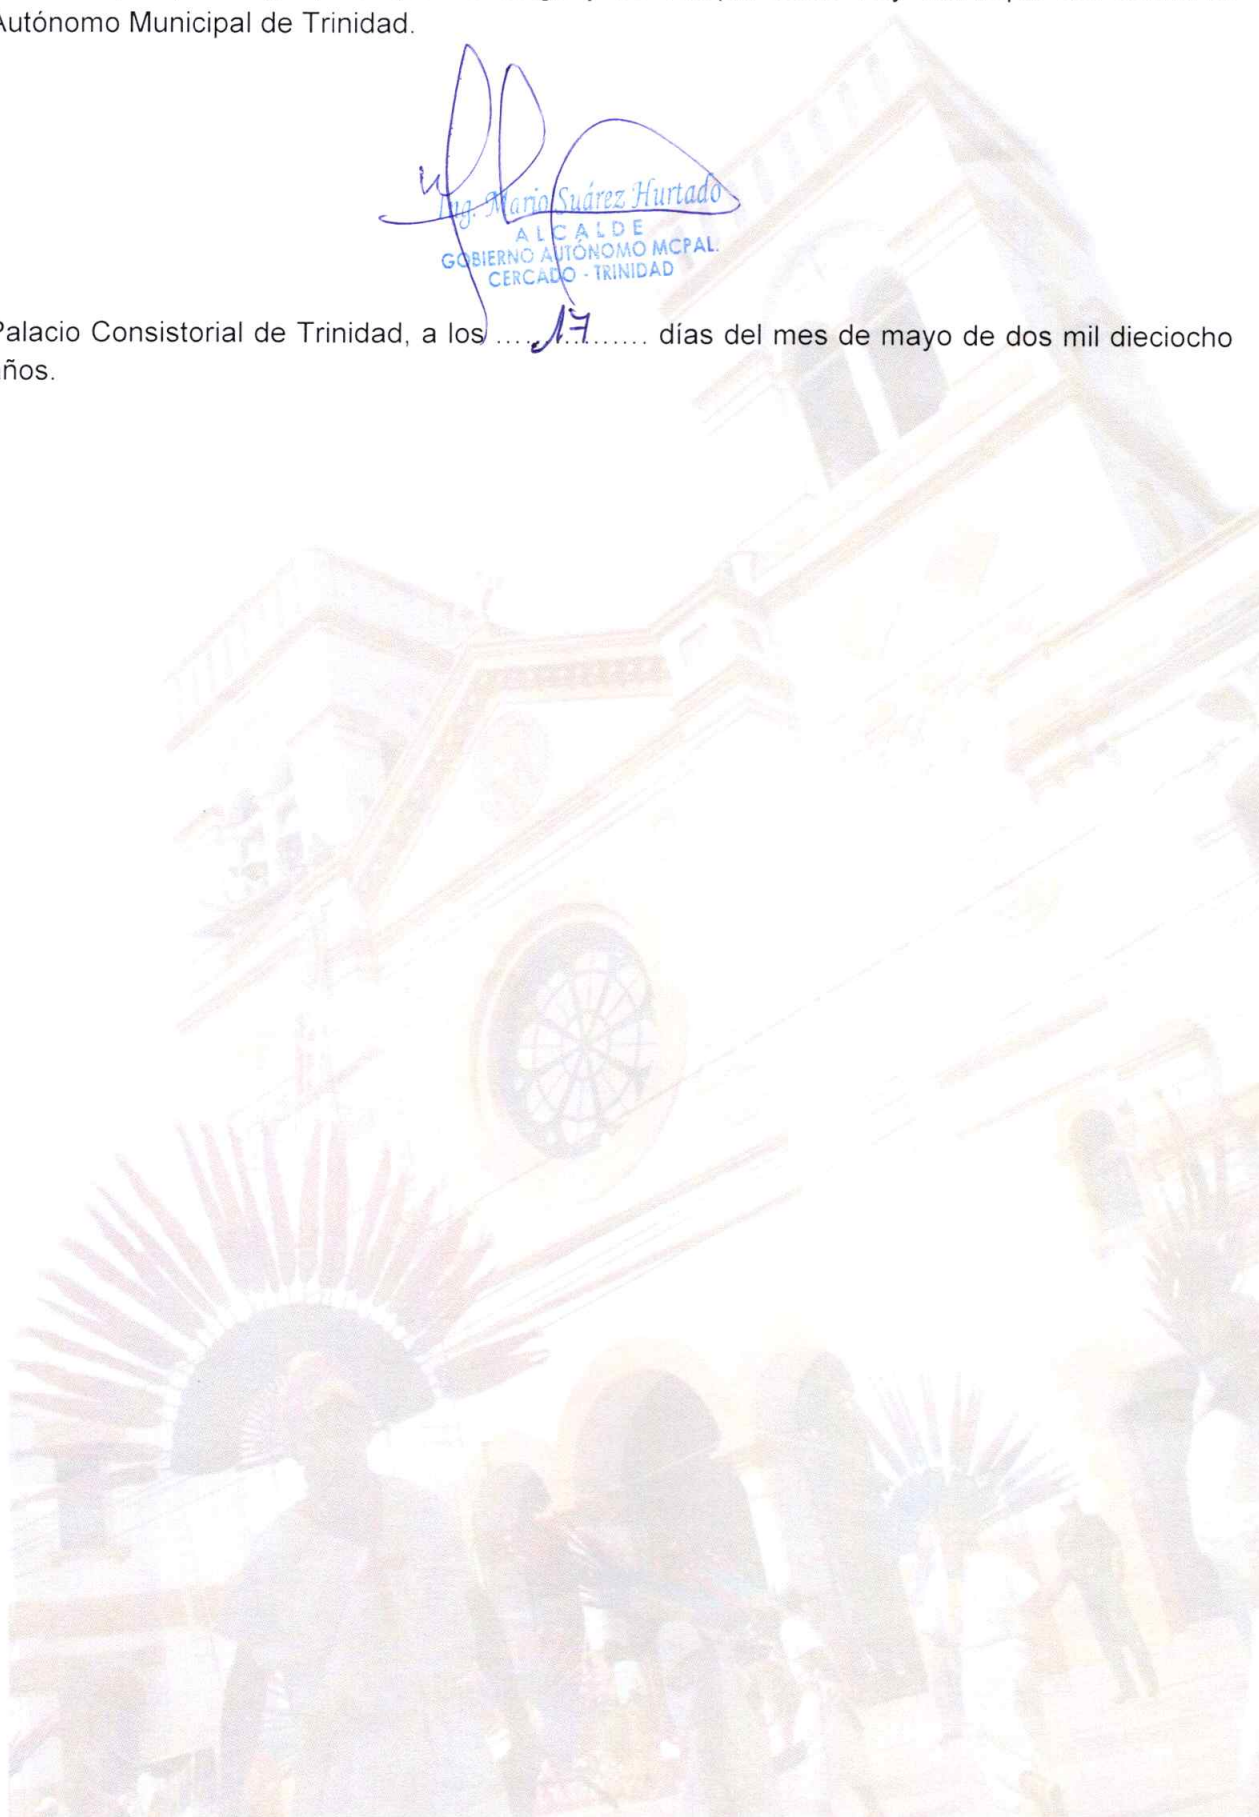 Autónomo Municipal de Trinidad.
Ing. Mario Suárez Hurtado
ALCALDE
GOBIERNO AUTÓNOMO MCPAL.
CERCADO - TRINIDAD
Palacio Consistorial de Trinidad, a los .....17...... días del mes de mayo de dos mil dieciocho
años.